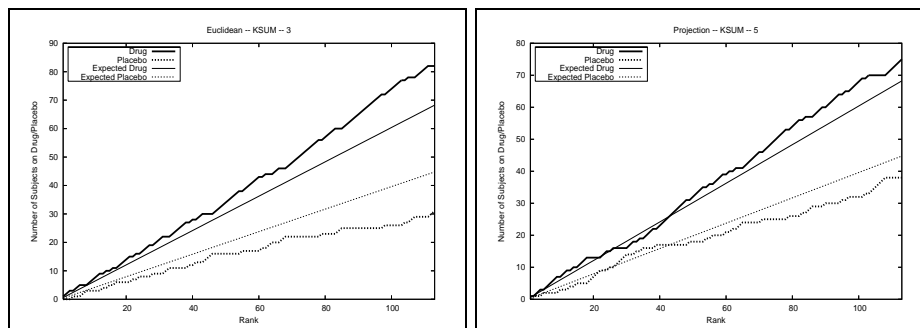 Euclidean -- KSUM -- 3
Drug
Placebo
Expected Drug
Expected Placebo
90
80
70
60
50
40
30
20
10
0
20
40
60
80
100
Number of Subjects on Drug/Placebo
Rank
Projection -- KSUM -- 5
Drug
Placebo
Expected Drug
Expected Placebo
80
70
60
50
40
30
20
10
0
20
40
60
80
100
Number of Subjects on Drug/Placebo
Rank